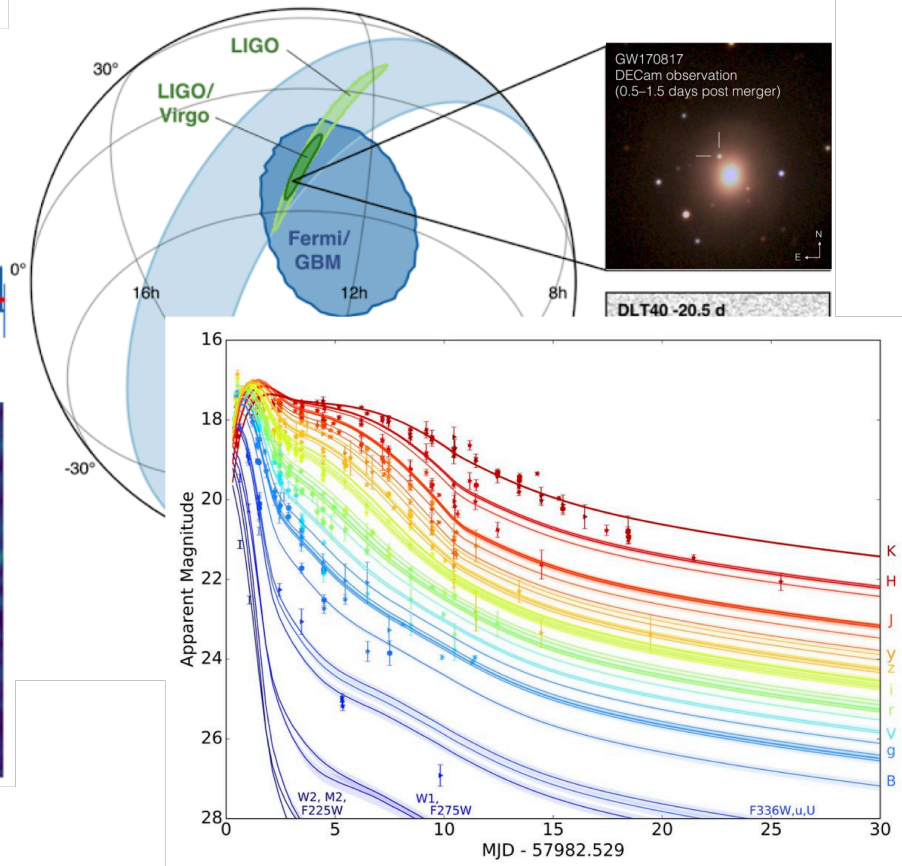 LIGO
30°
LIGO/
Virgo
Fermi/
GBM
0°
16h
12h
8h
-30°
GW170817
DECam observation
(0.5–1.5 days post merger)
N
E
DLT40 -20.5 d
16
18
20
22
24
26
28
Apparent Magnitude
K
H
J
y
z
i
r
V
g
B
W2, M2,
F225W
W1,
F275W
F336W,u,U
0
5
10
15
20
25
30
MJD - 57982.529